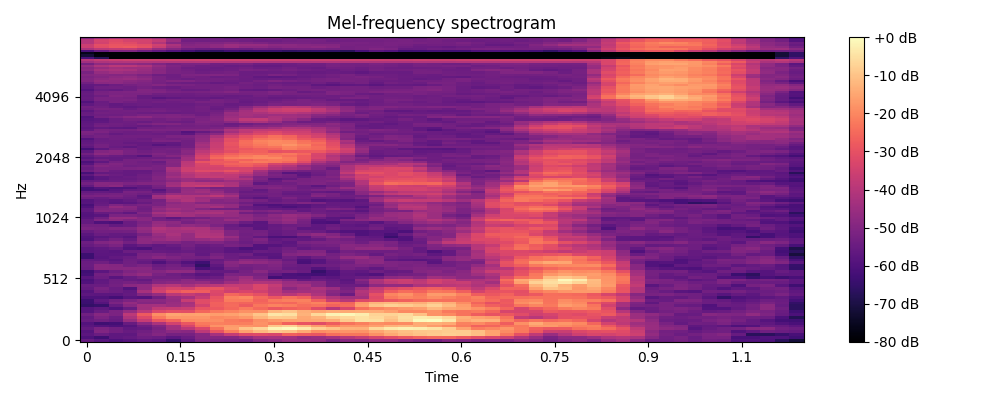 Mel-frequency spectrogram
+0 dB
-10 dB
-20 dB
-30 dB
-40 dB
-50 dB
-60 dB
-70 dB
-80 dB
Hz
4096
2048
1024
512
0
0 0.15 0.3 0.45 0.6 0.75 0.9 1.1
Time